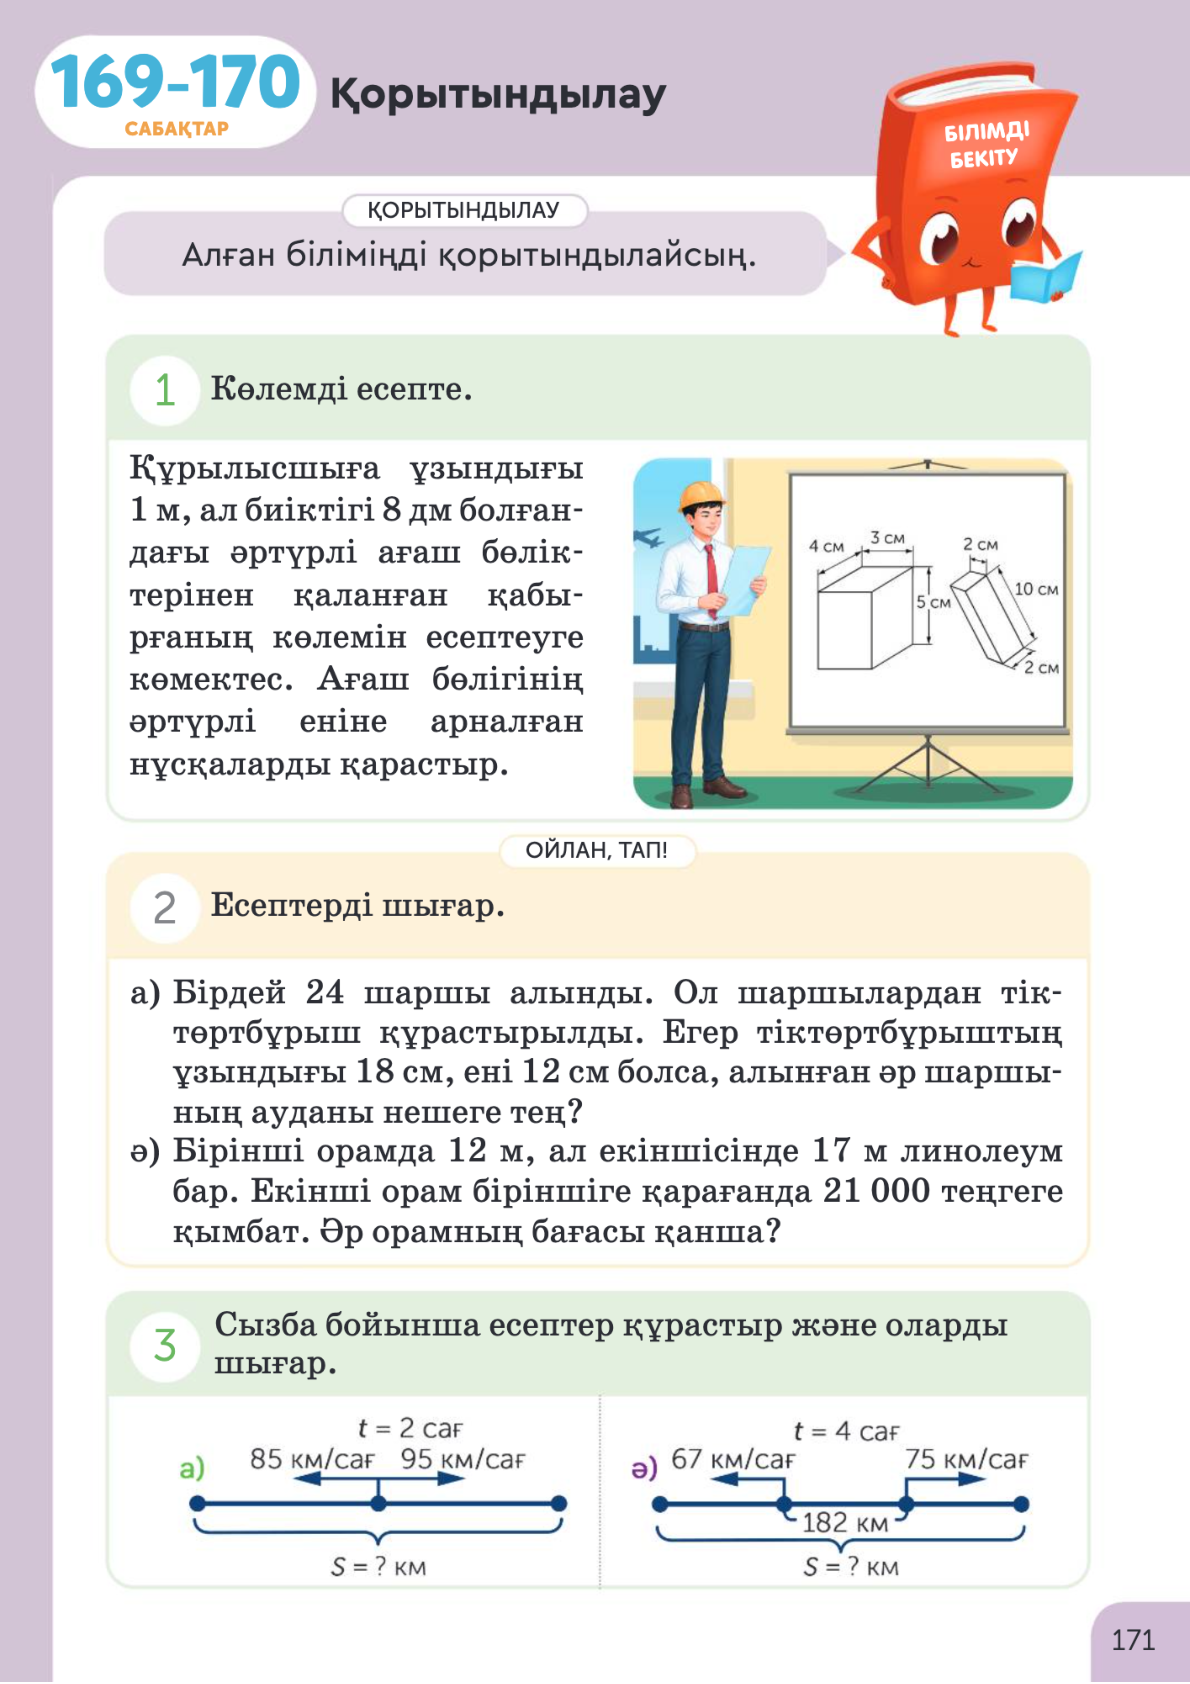 169-170
САБАҚТАР
Қорытындылау
БІЛІМДІ
БЕКІТУ
ҚОРЫТЫНДЫЛАУ
Алған біліміңді қорытындылайсың.
1 Көлемді есепте.
Құрылысшыға ұзындығы
1 м, ал биіктігі 8 дм болған-
дағы әртүрлі ағаш бөлік-
терінен қаланған қабы-
рғаның көлемін есептеуге
көмектес. Ағаш бөлігінің
әртүрлі еніне арналған
нұсқаларды қарастыр.
4 см
3 см
5 см
2 см
10 см
2 см
ОЙЛАН, ТАП!
2 Есептерді шығар.
а) Бірдей 24 шаршы алынды. Ол шаршылардан тік-
төртбұрыш құрастырылды. Егер тіктөртбұрыштың
ұзындығы 18 см, ені 12 см болса, алынған әр шаршы-
ның ауданы нешеге тең?
ә) Бірінші орамда 12 м, ал екіншісінде 17 м линолеум
бар. Екінші орам біріншіге қарағанда 21 000 теңгеге
қымбат. Әр орамның бағасы қанша?
3 Сызба бойынша есептер құрастыр және оларды
шығар.
t = 2 сағ
а) 85 км/сағ 95 км/сағ
S = ? км
t = 4 сағ
ә) 67 км/сағ 75 км/сағ
182 км
S = ? км
171